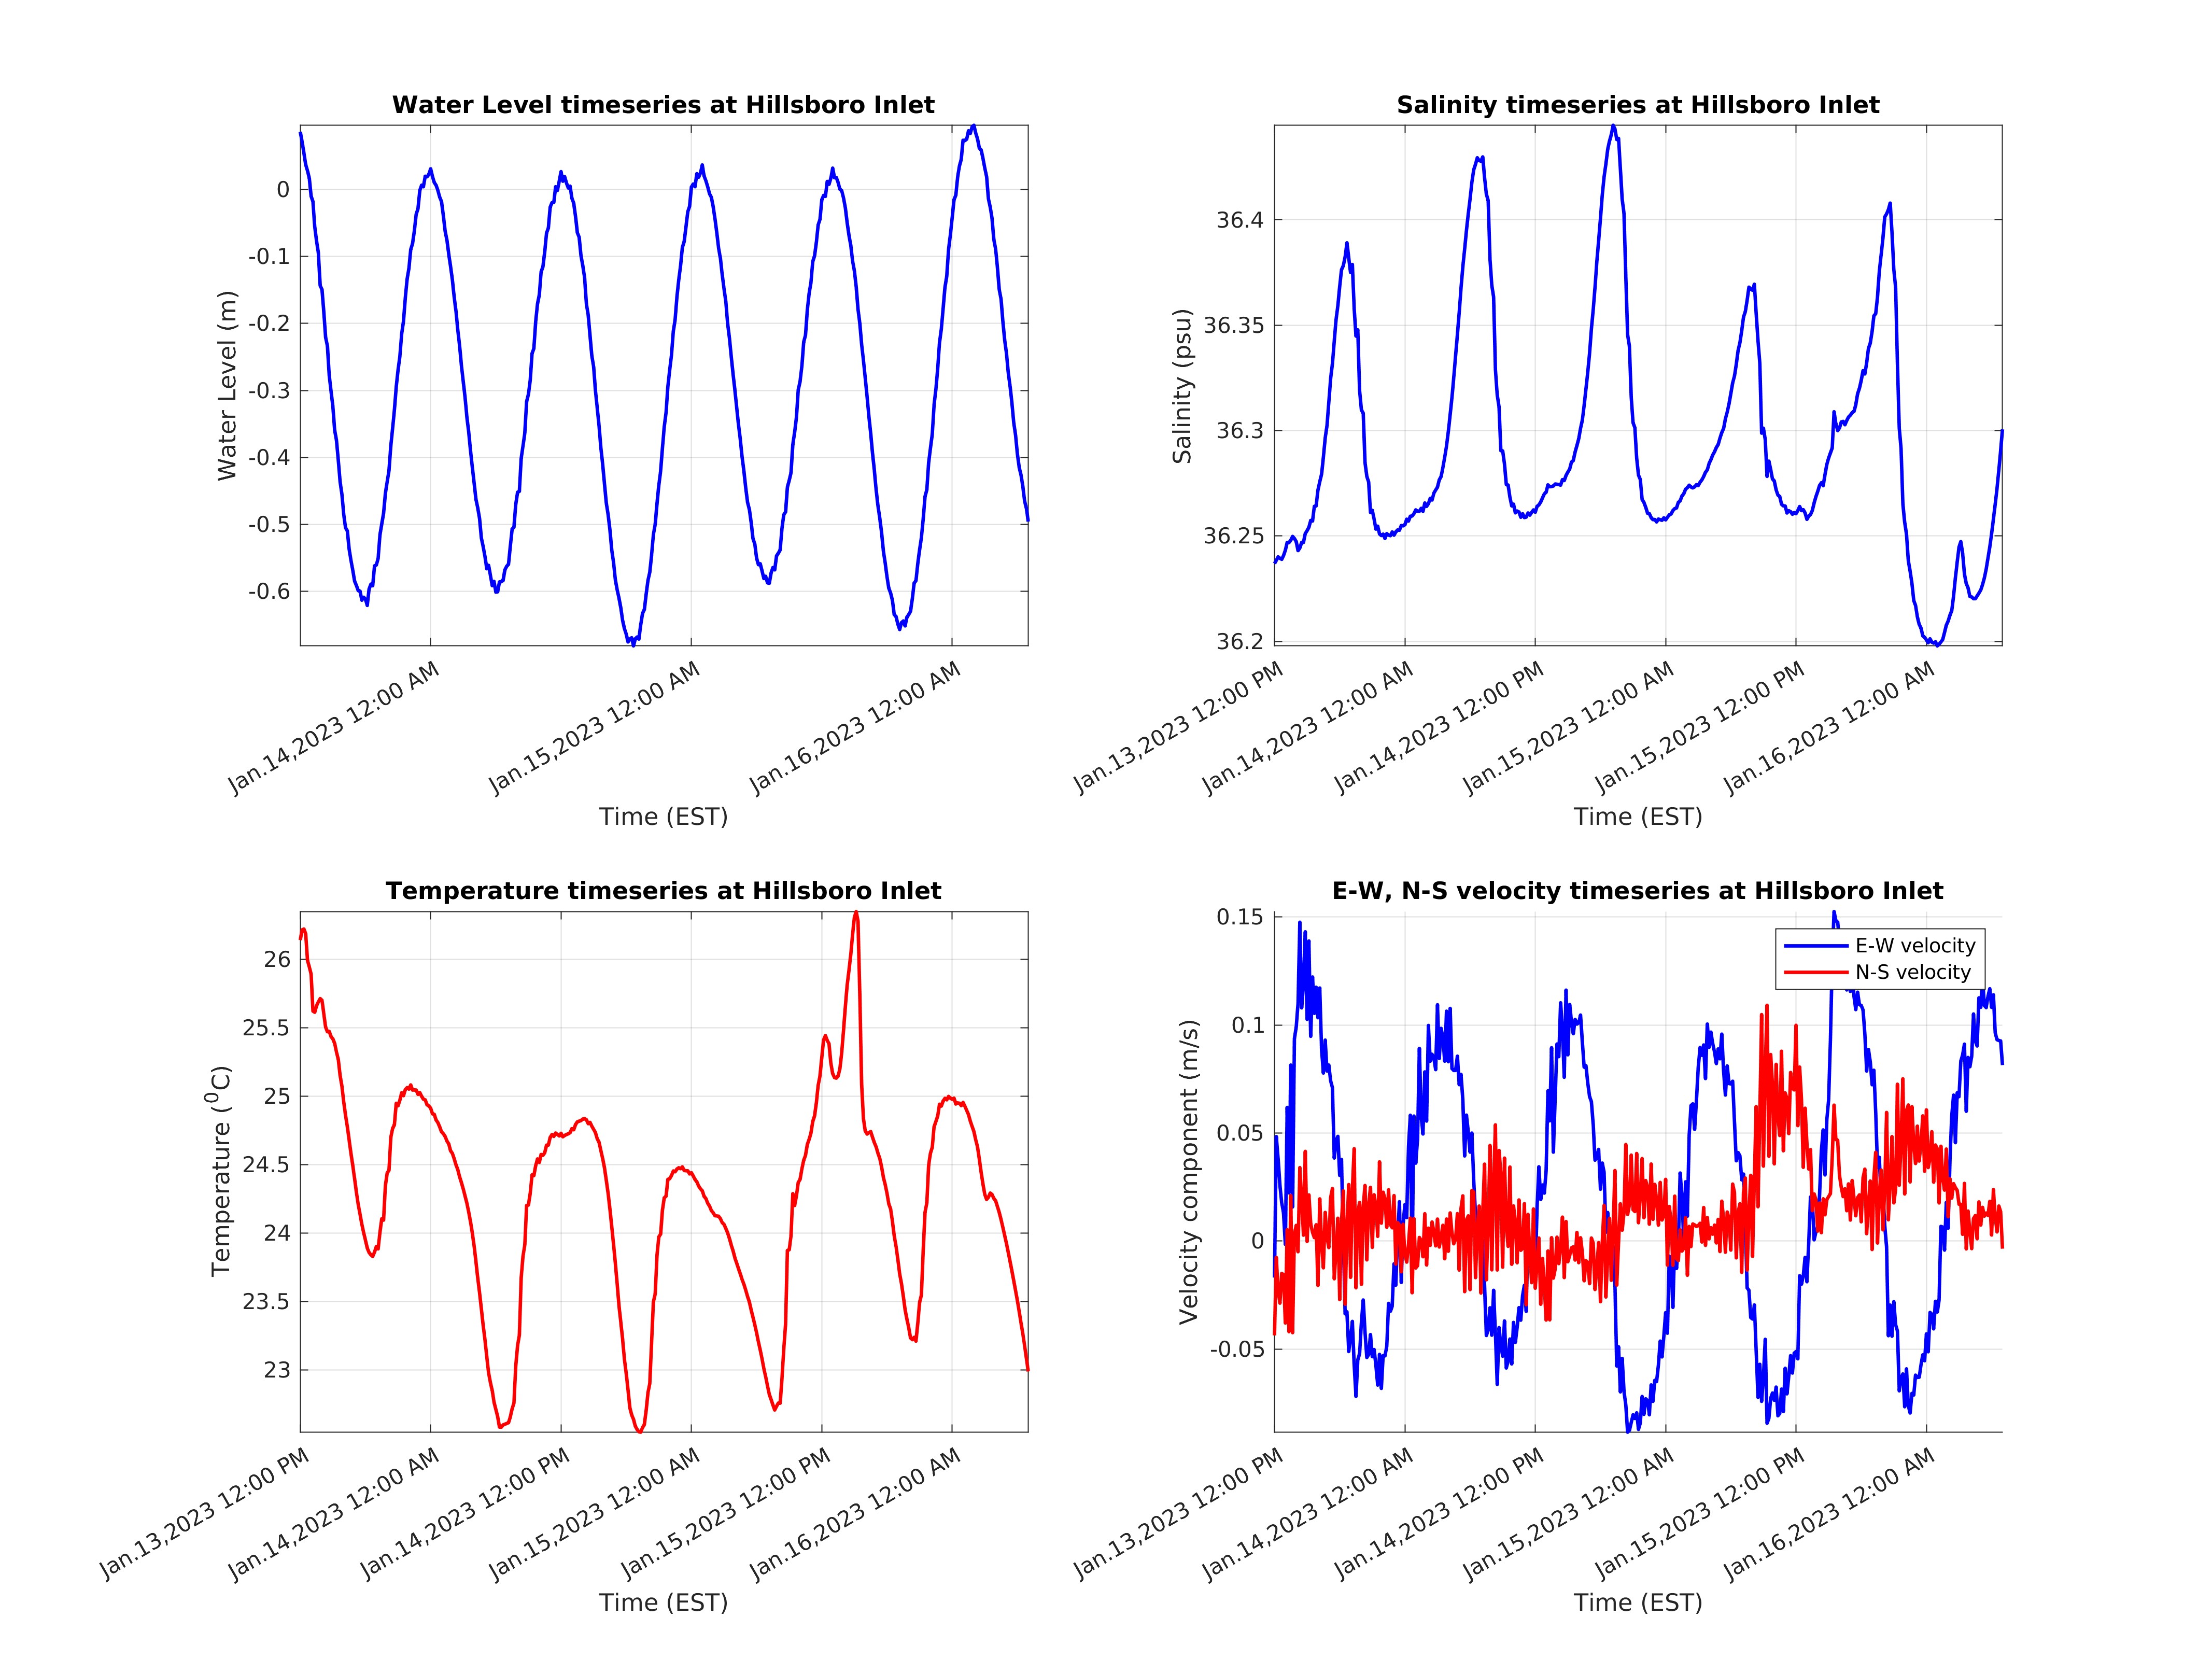 Water Level timeseries at Hillsboro Inlet
Water Level (m)
0
-0.1
-0.2
-0.3
-0.4
-0.5
-0.6
Jan.14,2023 12:00 AM
Jan.15,2023 12:00 AM
Jan.16,2023 12:00 AM
Time (EST)
Salinity timeseries at Hillsboro Inlet
Salinity (psu)
36.4
36.35
36.3
36.25
36.2
Jan.13,2023 12:00 PM
Jan.14,2023 12:00 AM
Jan.14,2023 12:00 PM
Jan.15,2023 12:00 AM
Jan.15,2023 12:00 PM
Jan.16,2023 12:00 AM
Time (EST)
Temperature timeseries at Hillsboro Inlet
Temperature (⁰C)
26
25.5
25
24.5
24
23.5
23
Jan.13,2023 12:00 PM
Jan.14,2023 12:00 AM
Jan.14,2023 12:00 PM
Jan.15,2023 12:00 AM
Jan.15,2023 12:00 PM
Jan.16,2023 12:00 AM
Time (EST)
E-W, N-S velocity timeseries at Hillsboro Inlet
Velocity component (m/s)
0.15
0.1
0.05
0
-0.05
E-W velocity
N-S velocity
Jan.13,2023 12:00 PM
Jan.14,2023 12:00 AM
Jan.14,2023 12:00 PM
Jan.15,2023 12:00 AM
Jan.15,2023 12:00 PM
Jan.16,2023 12:00 AM
Time (EST)